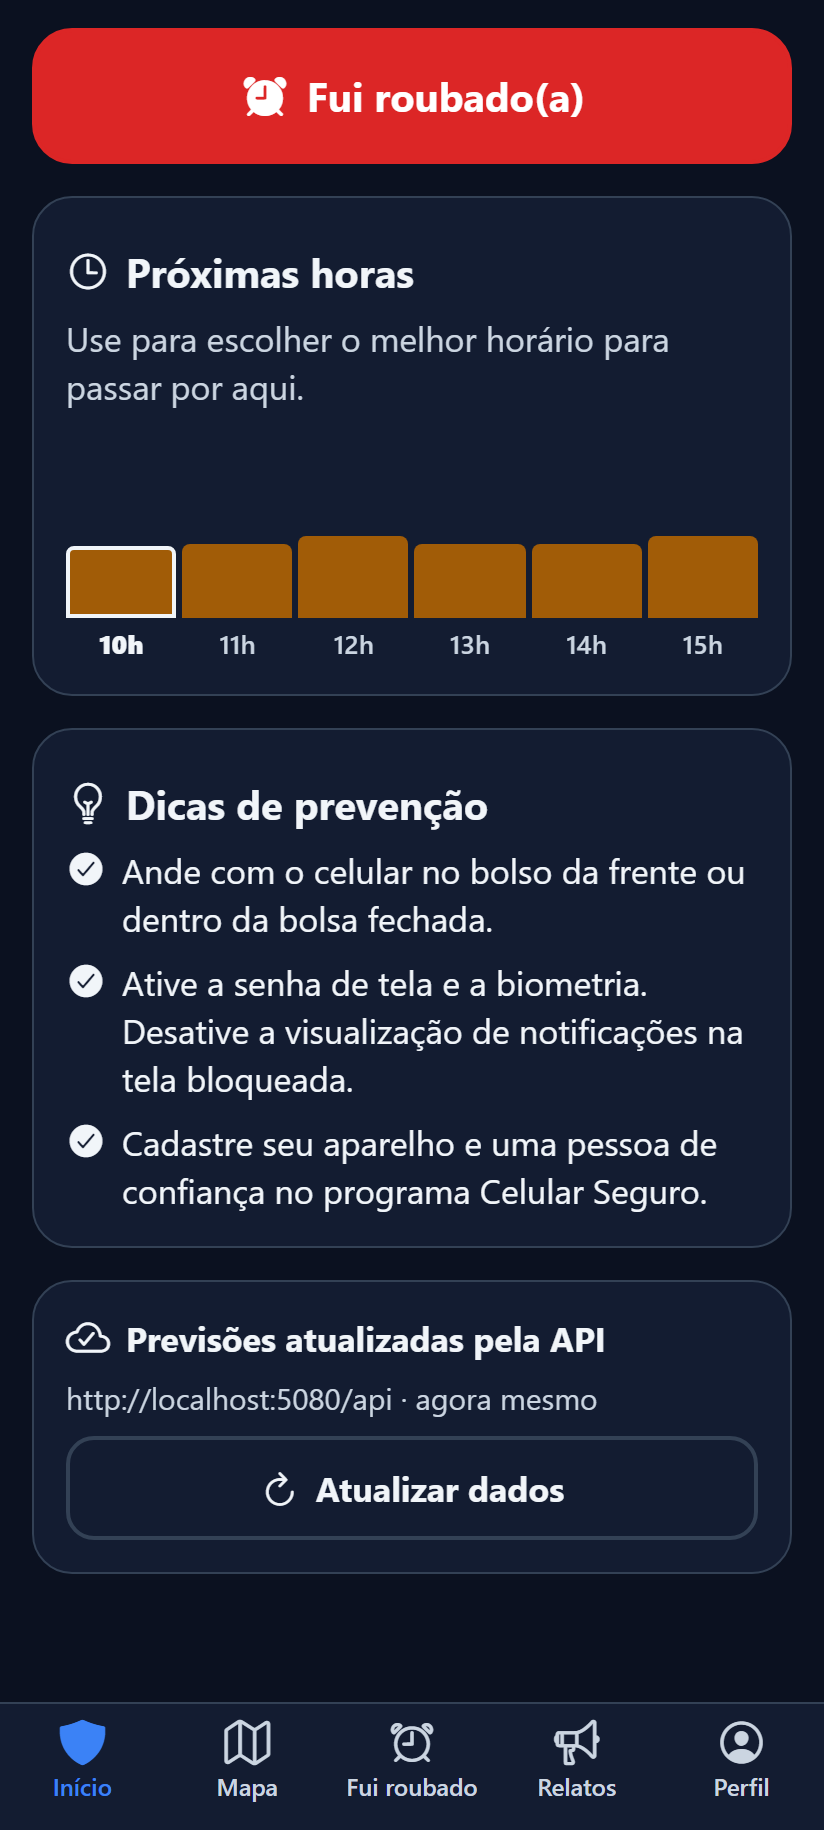 Fui roubado(a)
Próximas horas
Use para escolher o melhor horário para
passar por aqui.
10h 11h 12h 13h 14h 15h
Dicas de prevenção
Ande com o celular no bolso da frente ou
dentro da bolsa fechada.
Ative a senha de tela e a biometria.
Desative a visualização de notificações na
tela bloqueada.
Cadastre seu aparelho e uma pessoa de
confiança no programa Celular Seguro.
Previsões atualizadas pela API
http://localhost:5080/api · agora mesmo
Atualizar dados
Início Mapa Fui roubado Relatos Perfil